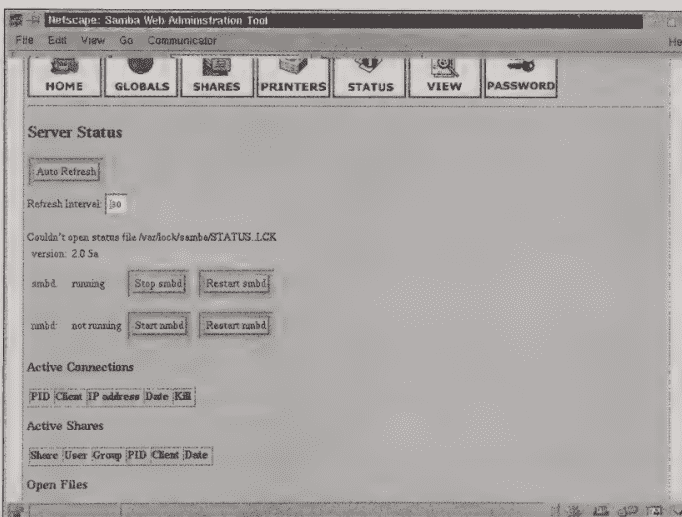 Netscape: Samba Web Administration Tool
File Edit View Go Communicator He
HOME GLOBALS SHARES PRINTERS STATUS VIEW PASSWORD
Server Status
Auto Refresh
Refresh Interval: 30
Couldn't open status file /var/lock/samba/STATUS..LCK
version: 2.0.5a
smbd: running Stop smbd Restart smbd
nmbd: not running Start nmbd Restart nmbd
Active Connections
PID Client IP address Date Kill
Active Shares
Share User Group PID Client Date
Open Files